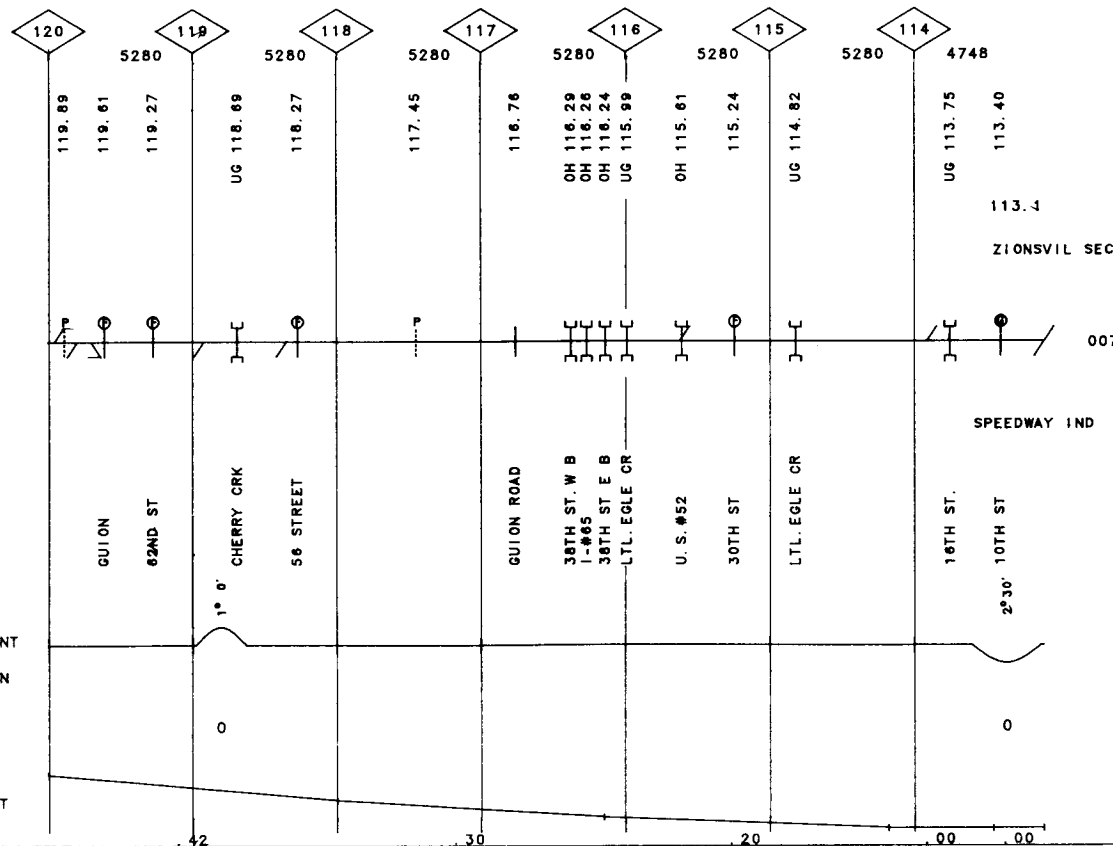 120 119 118 117 116 115 114
5280 5280 5280 5280 5280 5280 4748
119.89
119.61
119.27
UG 118.69
118.27
117.45
116.76
OH 116.29
OH 116.26
OH 116.24
UG 115.99
OH 115.61
115.24
UG 114.82
UG 113.75
113.40
ZIONSVIL SEC
P
F
F
F
P
F
007
SPEEDWAY IND
GUION
62ND ST
CHERRY CRK
56 STREET
GUION ROAD
38TH ST. W B
I-#65
38TH ST E B
LTL. EGLE CR
U.S.#52
30TH ST
LTL. EGLE CR
16TH ST.
10TH ST
1° 0'
2°30'
NT
N
0
0
T
.42 .30 .20 .00 .00